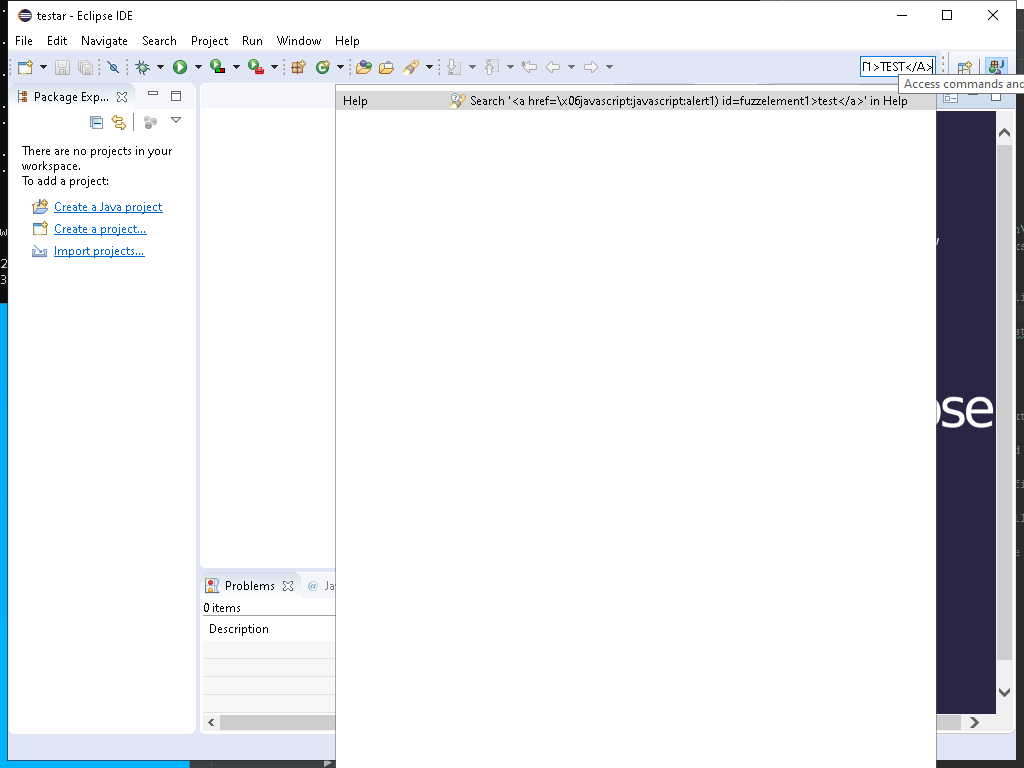 testar - Eclipse IDE
File Edit Navigate Search Project Run Window Help
1>TEST</A>
Access commands and
Package Exp...
Help Search '<a href=\x06javascript:javascript:alert1) id=fuzzelement1>test</a>' in Help
There are no projects in your
workspace.
To add a project:
Create a Java project
Create a project...
Import projects...
2
3
ose
Problems @ Ja
0 items
Description